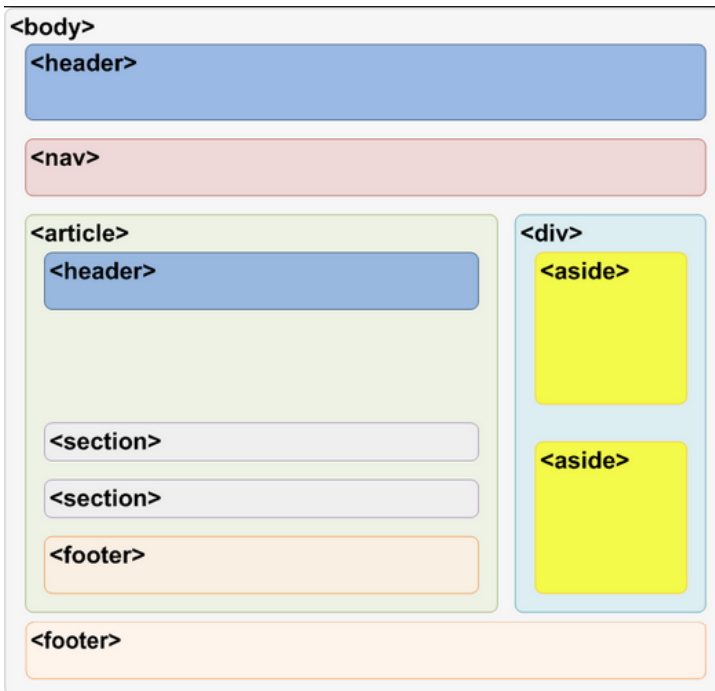 <body>
<header>
<nav>
<article>
<header>
<section>
<section>
<footer>
<div>
<aside>
<aside>
<footer>